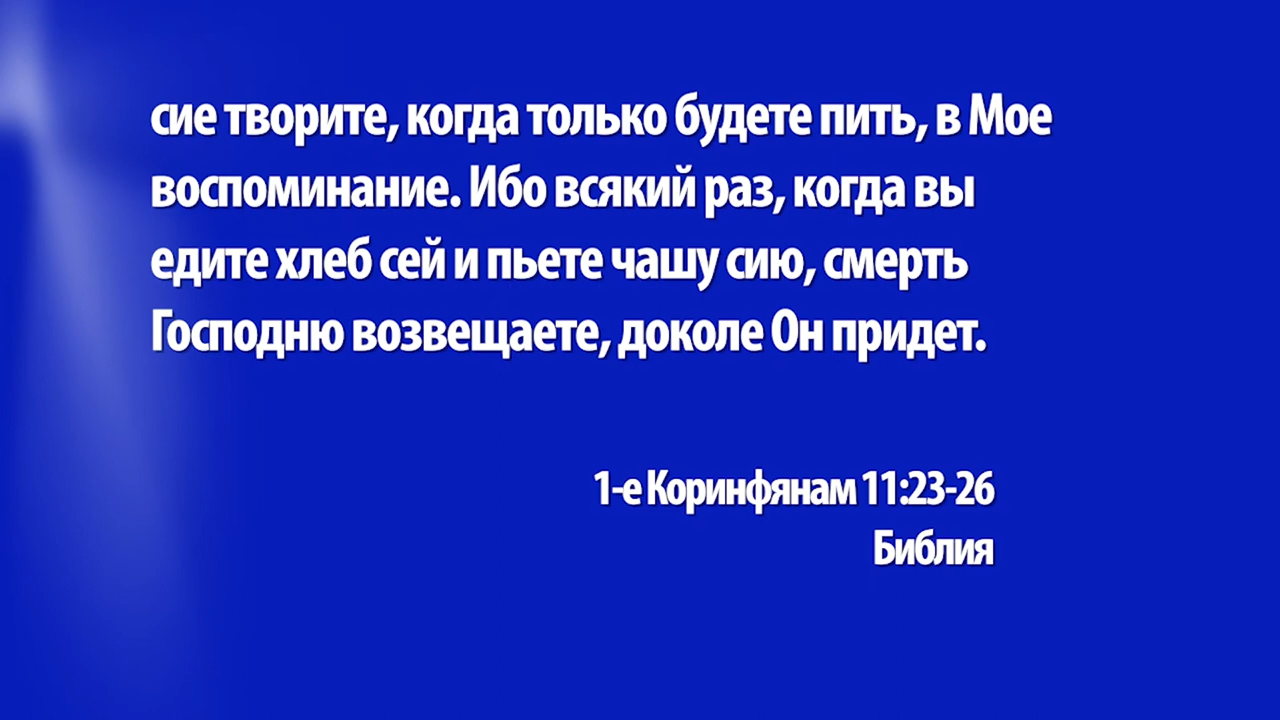 сие творите, когда только будете пить, в Мое
воспоминание. Ибо всякий раз, когда вы
едите хлеб сей и пьете чашу сию, смерть
Господню возвещаете, доколе Он придет.
1-е Коринфянам 11:23-26
Библия